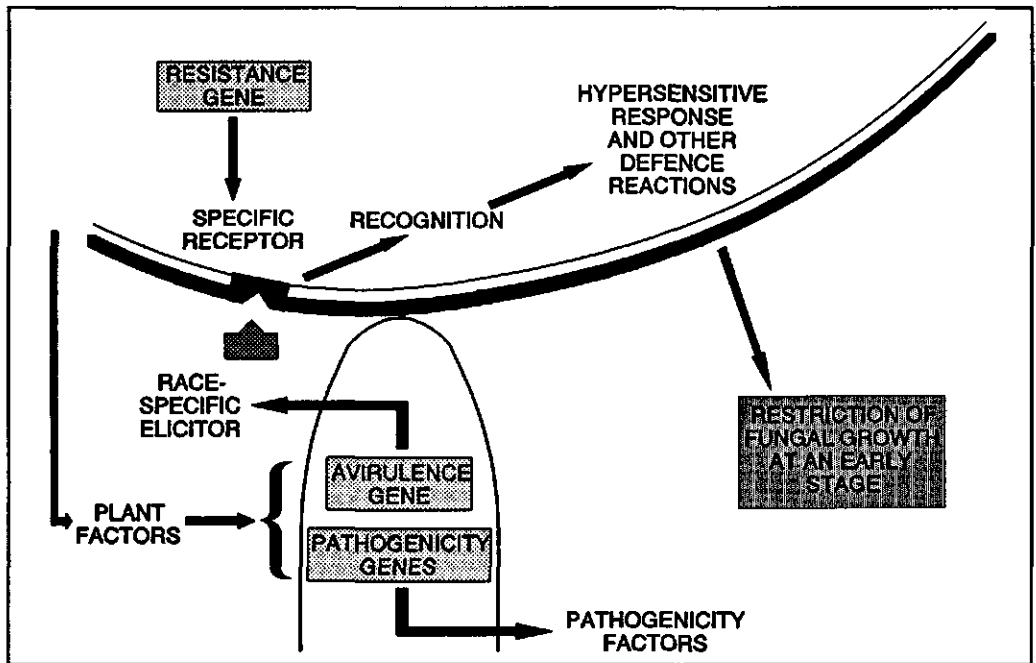 RESISTANCE
GENE
HYPERSENSITIVE
RESPONSE
AND OTHER
DEFENCE
REACTIONS
SPECIFIC
RECEPTOR
RECOGNITION
RACE-
SPECIFIC
ELICITOR
RESTRICTION OF
FUNGAL GROWTH
AT AN EARLY
STAGE
AVIRULENCE
GENE
PLANT
FACTORS
PATHOGENICITY
GENES
PATHOGENICITY
FACTORS